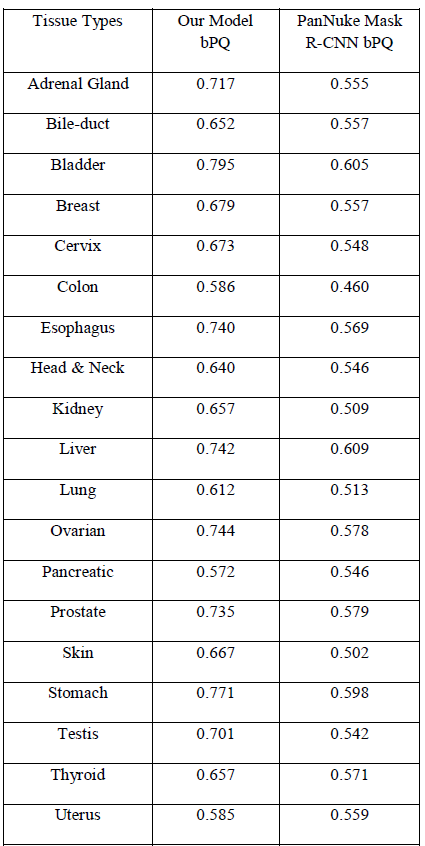 Tissue Types Our Model PanNuke Mask
bPQ R-CNN bPQ
Adrenal Gland 0.717 0.555
Bile-duct 0.652 0.557
Bladder 0.795 0.605
Breast 0.679 0.557
Cervix 0.673 0.548
Colon 0.586 0.460
Esophagus 0.740 0.569
Head & Neck 0.640 0.546
Kidney 0.657 0.509
Liver 0.742 0.609
Lung 0.612 0.513
Ovarian 0.744 0.578
Pancreatic 0.572 0.546
Prostate 0.735 0.579
Skin 0.667 0.502
Stomach 0.771 0.598
Testis 0.701 0.542
Thyroid 0.657 0.571
Uterus 0.585 0.559